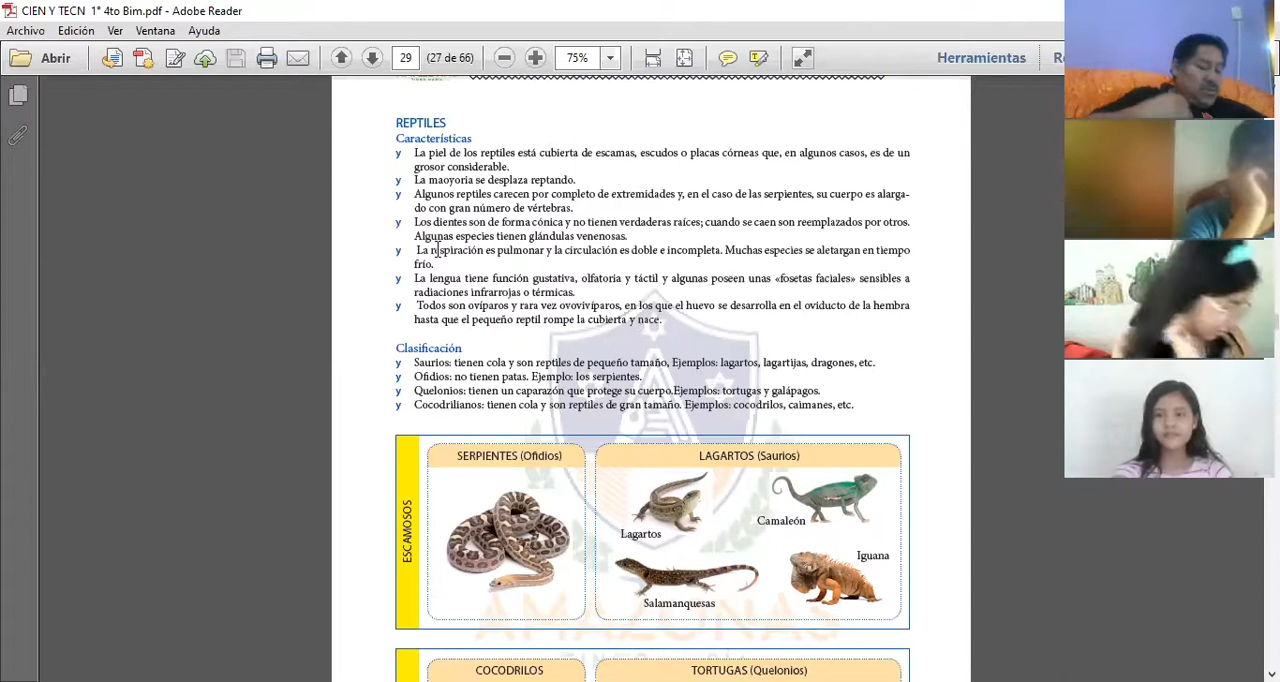 CIEN Y TECN 1° 4to Bim.pdf - Adobe Reader
Archivo Edición Ver Ventana Ayuda
Abrir 29 (27 de 66) 75% Herramientas
REPTILES
Características
y La piel de los reptiles está cubierta de escamas, escudos o placas córneas que, en algunos casos, es de un
grosor considerable.
y La maoyoria se desplaza reptando.
y Algunos reptiles carecen por completo de extremidades y, en el caso de las serpientes, su cuerpo es alarga-
do con gran número de vértebras.
y Los dientes son de forma cónica y no tienen verdaderas raíces; cuando se caen son reemplazados por otros.
Algunas especies tienen glándulas venenosas.
y La respiración es pulmonar y la circulación es doble e incompleta. Muchas especies se aletargan en tiempo
frío.
y La lengua tiene función gustativa, olfatoria y táctil y algunas poseen unas «fosetas faciales» sensibles a
radiaciones infrarrojas o térmicas.
y Todos son ovíparos y rara vez ovovivíparos, en los que el huevo se desarrolla en el oviducto de la hembra
hasta que el pequeño reptil rompe la cubierta y nace.
Clasificación
y Saurios: tienen cola y son reptiles de pequeño tamaño, Ejemplos: lagartos, lagartijas, dragones, etc.
y Ofidios: no tienen patas. Ejemplo: los serpientes.
y Quelonios: tienen un caparazón que protege su cuerpo.Ejemplos: tortugas y galápagos.
y Cocodrilianos: tienen cola y son reptiles de gran tamaño. Ejemplos: cocodrilos, caimanes, etc.
ESCAMOSOS
SERPIENTES (Ofidios)
LAGARTOS (Saurios)
Lagartos
Camaleón
Salamanquesas
Iguana
AMAZONAS
COCODRILOS
TORTUGAS (Quelonios)